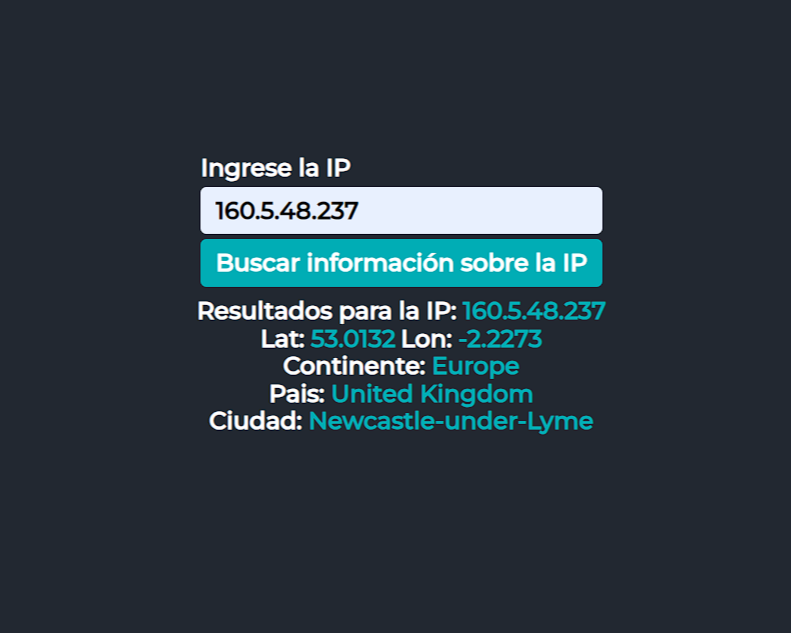 Ingrese la IP
160.5.48.237
Buscar información sobre la IP
Resultados para la IP: 160.5.48.237
Lat: 53.0132 Lon: -2.2273
Continente: Europe
Pais: United Kingdom
Ciudad: Newcastle-under-Lyme